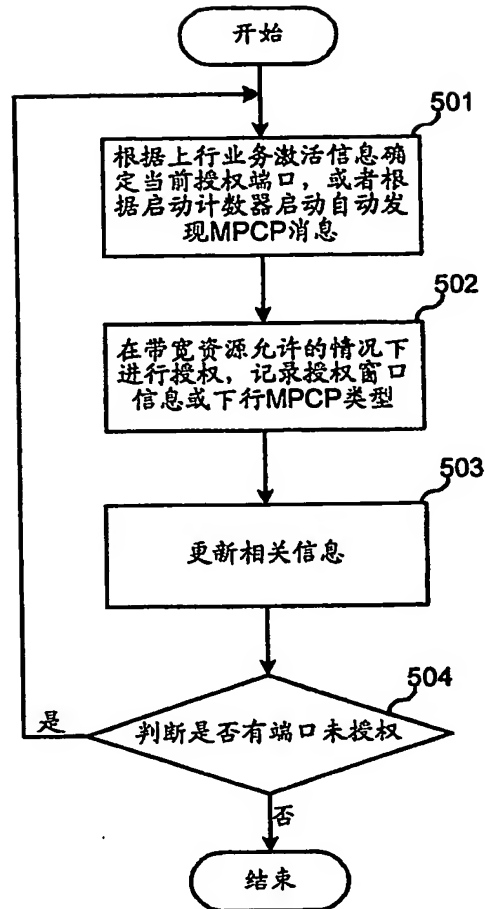 开始
501
根据上行业务激活信息确
定当前授权端口，或者根
据启动计数器启动自动发
现MPCP消息
502
在带宽资源允许的情况下
进行授权，记录授权窗口
信息或下行MPCP类型
503
更新相关信息
504
是
判断是否有端口未授权
否
结束